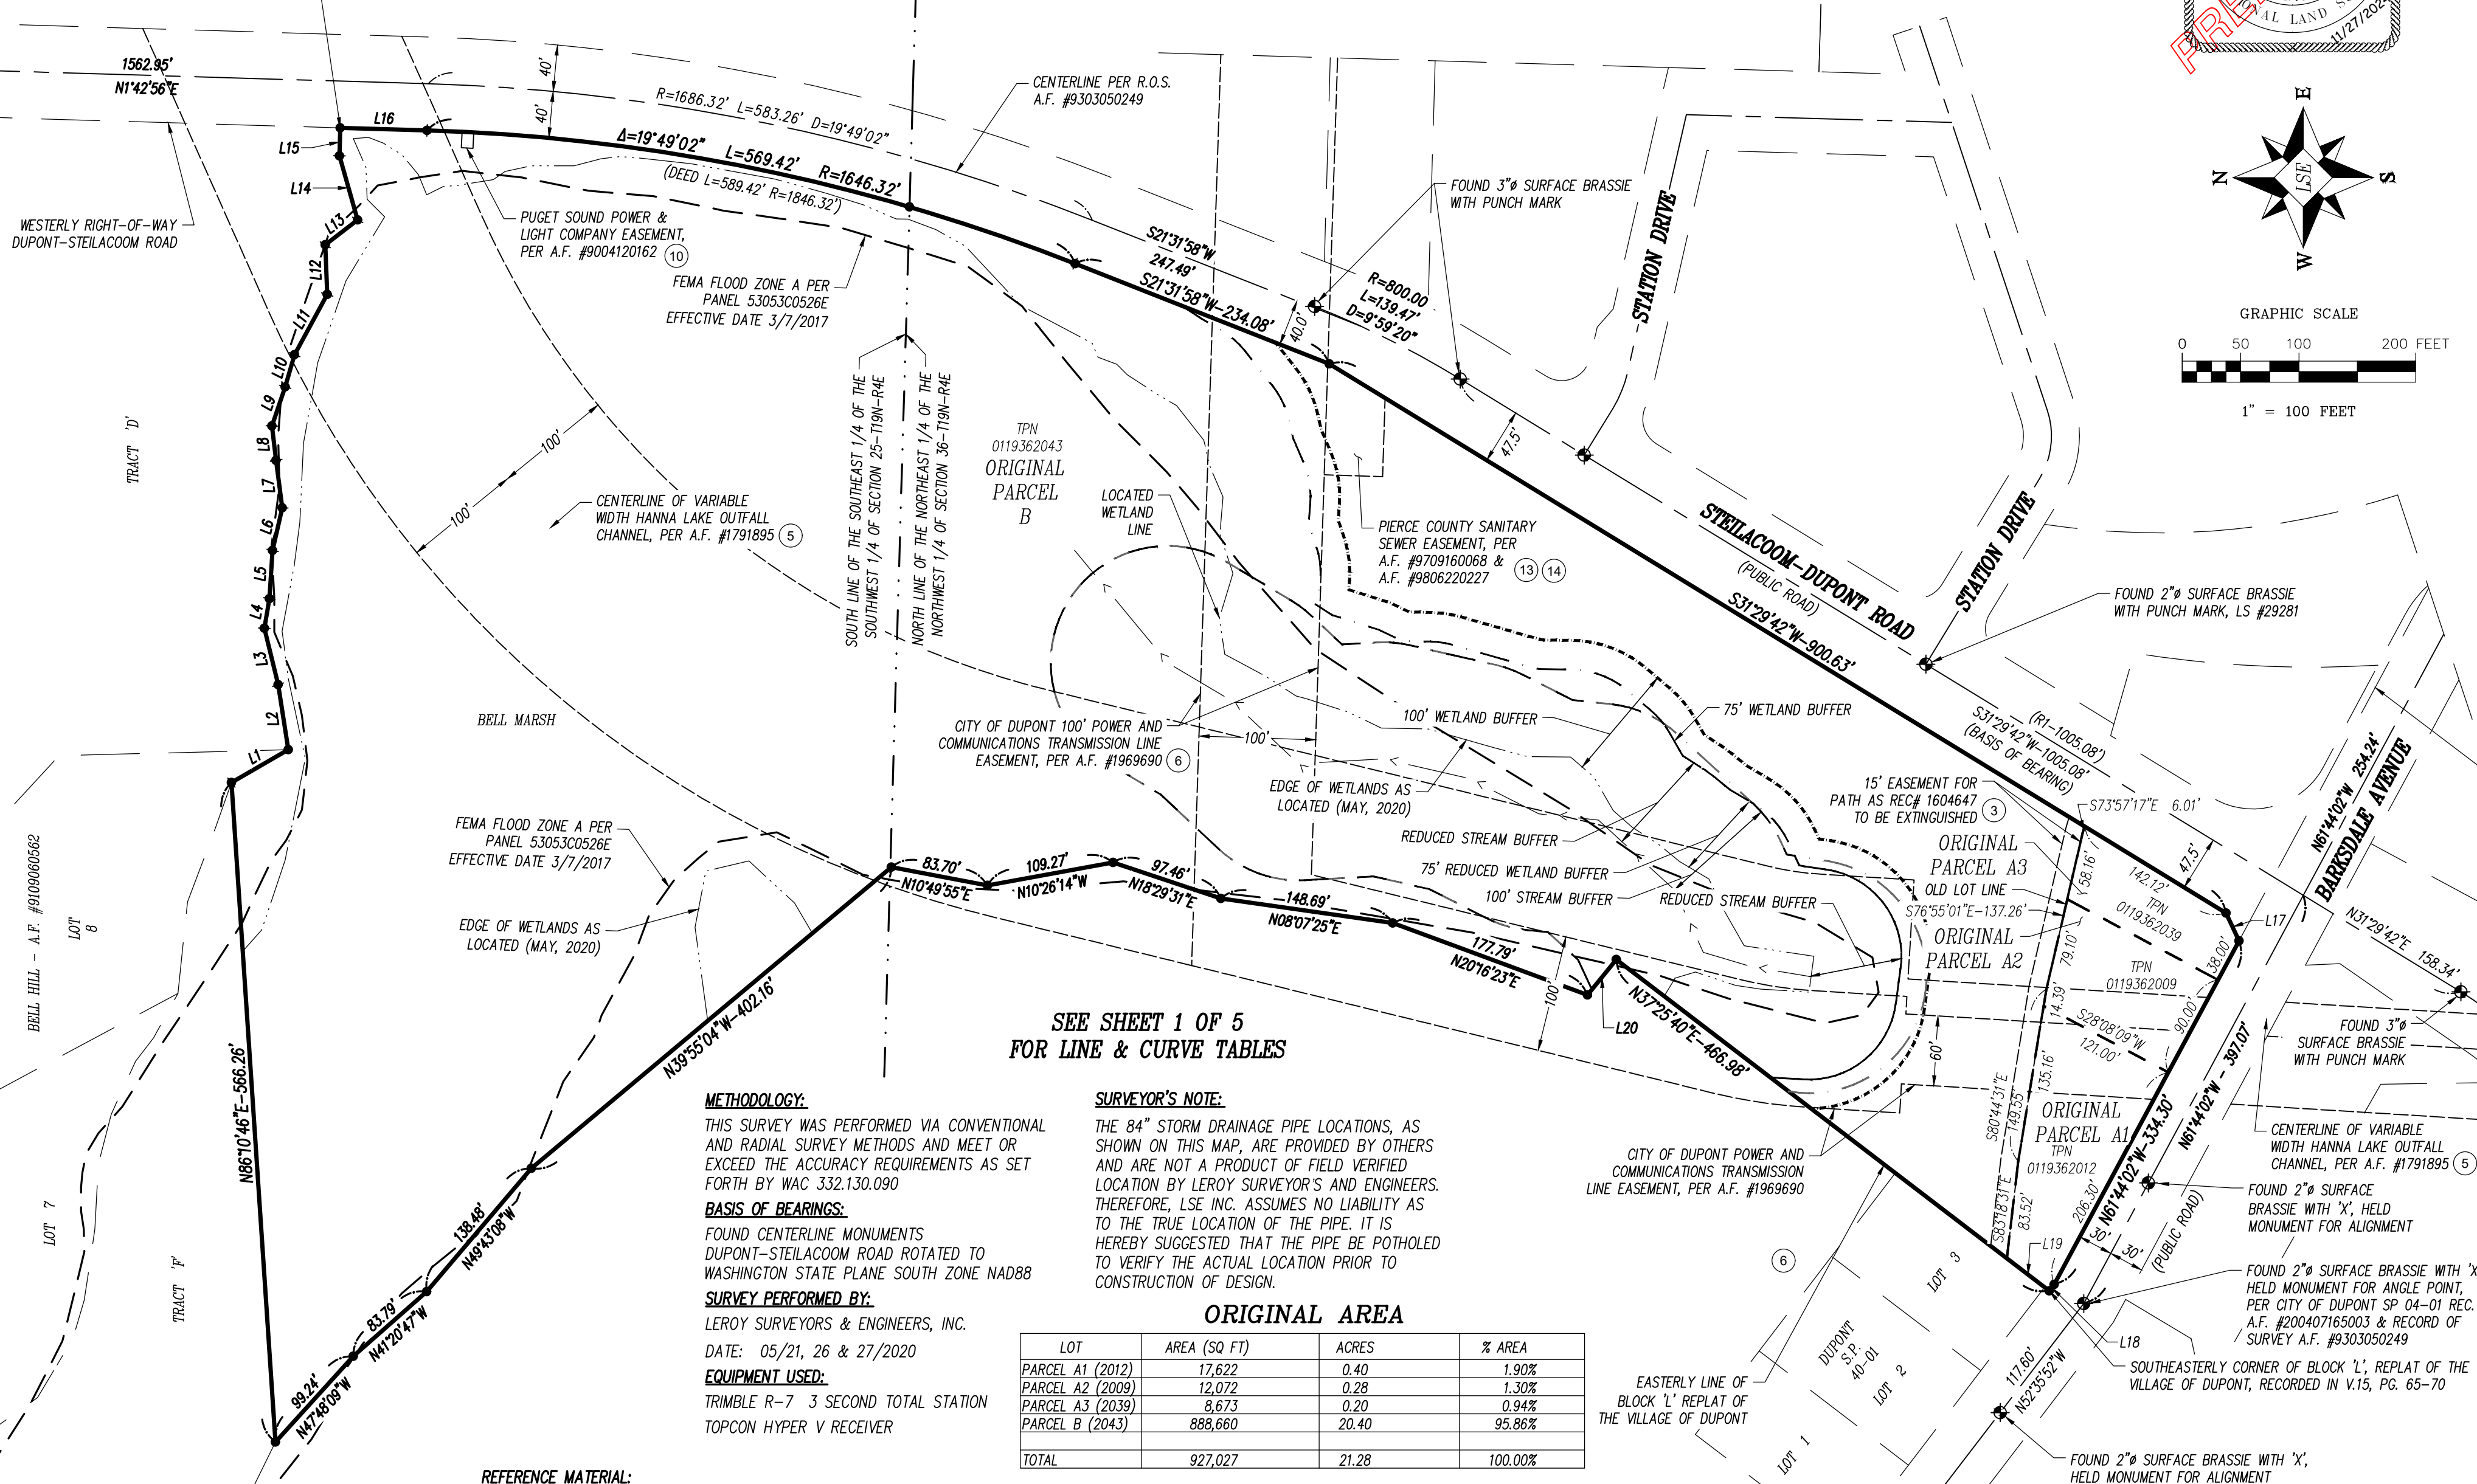 ONAL LAND S
11/27/202
PRE
1562.95'
N1°42'56"E
L16
L15
L14
L13
L12
L11
L10
L9
L8
L7
L6
L5
L4
L3
L2
L1
40'
40'
R=1686.32' L=583.26' D=19°49'02"
Δ=19°49'02" L=569.42' R=1646.32'
(DEED L=589.42' R=1846.32')
CENTERLINE PER R.O.S.
A.F. #9303050249
WESTERLY RIGHT-OF-WAY
DUPONT-STEILACOOM ROAD
PUGET SOUND POWER &
LIGHT COMPANY EASEMENT,
PER A.F. #9004120162 10
FEMA FLOOD ZONE A PER
PANEL 53053C0526E
EFFECTIVE DATE 3/7/2017
FOUND 3"ø SURFACE BRASSIE
WITH PUNCH MARK
S21°31'58"W
247.49'
S21°31'58"W-234.08'
40.0'
R=800.00
L=139.47'
D=9°59'20"
STATION DRIVE
N
E
S
W
LSE
GRAPHIC SCALE
0 50 100 200 FEET
1" = 100 FEET
TRACT 'D'
100'
100'
CENTERLINE OF VARIABLE
WIDTH HANNA LAKE OUTFALL
CHANNEL, PER A.F. #1791895 5
SOUTH LINE OF THE SOUTHEAST 1/4 OF THE
SOUTHWEST 1/4 OF SECTION 25-T19N-R4E
NORTH LINE OF THE NORTHEAST 1/4 OF THE
NORTHWEST 1/4 OF SECTION 36-T19N-R4E
TPN
0119362043
ORIGINAL
PARCEL
B
LOCATED
WETLAND
LINE
PIERCE COUNTY SANITARY
SEWER EASEMENT, PER
A.F. #9709160068 &
A.F. #9806220227
13 14
47.5'
STEILACOOM-DUPONT ROAD
(PUBLIC ROAD)
S31°29'42"W-900.63'
STATION DRIVE
FOUND 2"ø SURFACE BRASSIE
WITH PUNCH MARK, LS #29281
(R1-1005.08')
S31°29'42"W-1005.08'
(BASIS OF BEARING)
N61°44'02"W 254.24'
BARKSDALE AVENUE
BELL MARSH
CITY OF DUPONT 100' POWER AND
COMMUNICATIONS TRANSMISSION LINE
EASEMENT, PER A.F. #1969690 6
100'
100' WETLAND BUFFER
75' WETLAND BUFFER
EDGE OF WETLANDS AS
LOCATED (MAY, 2020)
REDUCED STREAM BUFFER
75' REDUCED WETLAND BUFFER
100' STREAM BUFFER
REDUCED STREAM BUFFER
15' EASEMENT FOR
PATH AS REC# 1604647
TO BE EXTINGUISHED 3
S73°57'17"E 6.01'
ORIGINAL
PARCEL A3
OLD LOT LINE
S76°55'01"E-137.26'
ORIGINAL
PARCEL A2
58.16'
142.12'
TPN
0119362039
47.5'
L17
38.00'
79.10'
TPN
0119362009
14.39'
S28°08'09"W
121.00'
90.00'
N31°29'42"E 158.34'
FOUND 3"ø
SURFACE BRASSIE
WITH PUNCH MARK
FEMA FLOOD ZONE A PER
PANEL 53053C0526E
EFFECTIVE DATE 3/7/2017
EDGE OF WETLANDS AS
LOCATED (MAY, 2020)
83.70'
N10°49'55"E
109.27'
N10°26'14"W
97.46'
N18°29'31"E
148.69'
N08°07'25"E
177.79'
N20°16'23"E
100'
L20
N37°25'40"E-466.98'
60'
S80°44'31"E
149.55'
135.16'
S83°18'31"E
83.52'
ORIGINAL
PARCEL A1
TPN
0119362012
206.30'
N61°44'02"W-334.30'
N61°44'02"W - 397.07'
30'
30'
(PUBLIC ROAD)
CENTERLINE OF VARIABLE
WIDTH HANNA LAKE OUTFALL
CHANNEL, PER A.F. #1791895 5
FOUND 2"ø SURFACE
BRASSIE WITH 'X', HELD
MONUMENT FOR ALIGNMENT
FOUND 2"ø SURFACE BRASSIE WITH 'X
HELD MONUMENT FOR ANGLE POINT,
PER CITY OF DUPONT SP 04-01 REC.
A.F. #200407165003 & RECORD OF
SURVEY A.F. #9303050249
L19
L18
SOUTHEASTERLY CORNER OF BLOCK 'L', REPLAT OF THE
VILLAGE OF DUPONT, RECORDED IN V.15, PG. 65-70
117.60'
N52°35'52"W
FOUND 2"ø SURFACE BRASSIE WITH 'X',
HELD MONUMENT FOR ALIGNMENT
BELL HILL - A.F. #9109060562
LOT
8
LOT 7
TRACT 'F'
N86°10'46"E-566.26'
N39°55'04"W-402.16'
138.48'
N49°43'08"W
83.79'
N41°20'47"W
99.24'
N47°48'09"W
SEE SHEET 1 OF 5
FOR LINE & CURVE TABLES
METHODOLOGY:
THIS SURVEY WAS PERFORMED VIA CONVENTIONAL
AND RADIAL SURVEY METHODS AND MEET OR
EXCEED THE ACCURACY REQUIREMENTS AS SET
FORTH BY WAC 332.130.090
BASIS OF BEARINGS:
FOUND CENTERLINE MONUMENTS
DUPONT-STEILACOOM ROAD ROTATED TO
WASHINGTON STATE PLANE SOUTH ZONE NAD88
SURVEY PERFORMED BY:
LEROY SURVEYORS & ENGINEERS, INC.
DATE: 05/21, 26 & 27/2020
EQUIPMENT USED:
TRIMBLE R-7 3 SECOND TOTAL STATION
TOPCON HYPER V RECEIVER
REFERENCE MATERIAL:
SURVEYOR'S NOTE:
THE 84" STORM DRAINAGE PIPE LOCATIONS, AS
SHOWN ON THIS MAP, ARE PROVIDED BY OTHERS
AND ARE NOT A PRODUCT OF FIELD VERIFIED
LOCATION BY LEROY SURVEYOR'S AND ENGINEERS.
THEREFORE, LSE INC. ASSUMES NO LIABILITY AS
TO THE TRUE LOCATION OF THE PIPE. IT IS
HEREBY SUGGESTED THAT THE PIPE BE POTHOLED
TO VERIFY THE ACTUAL LOCATION PRIOR TO
CONSTRUCTION OF DESIGN.
CITY OF DUPONT POWER AND
COMMUNICATIONS TRANSMISSION
LINE EASEMENT, PER A.F. #1969690
6
ORIGINAL AREA
LOT AREA (SQ FT) ACRES % AREA
PARCEL A1 (2012) 17,622 0.40 1.90%
PARCEL A2 (2009) 12,072 0.28 1.30%
PARCEL A3 (2039) 8,673 0.20 0.94%
PARCEL B (2043) 888,660 20.40 95.86%
TOTAL 927,027 21.28 100.00%
EASTERLY LINE OF
BLOCK 'L' REPLAT OF
THE VILLAGE OF DUPONT
DUPONT
S.P.
40-01
LOT 3
LOT 2
LOT 1